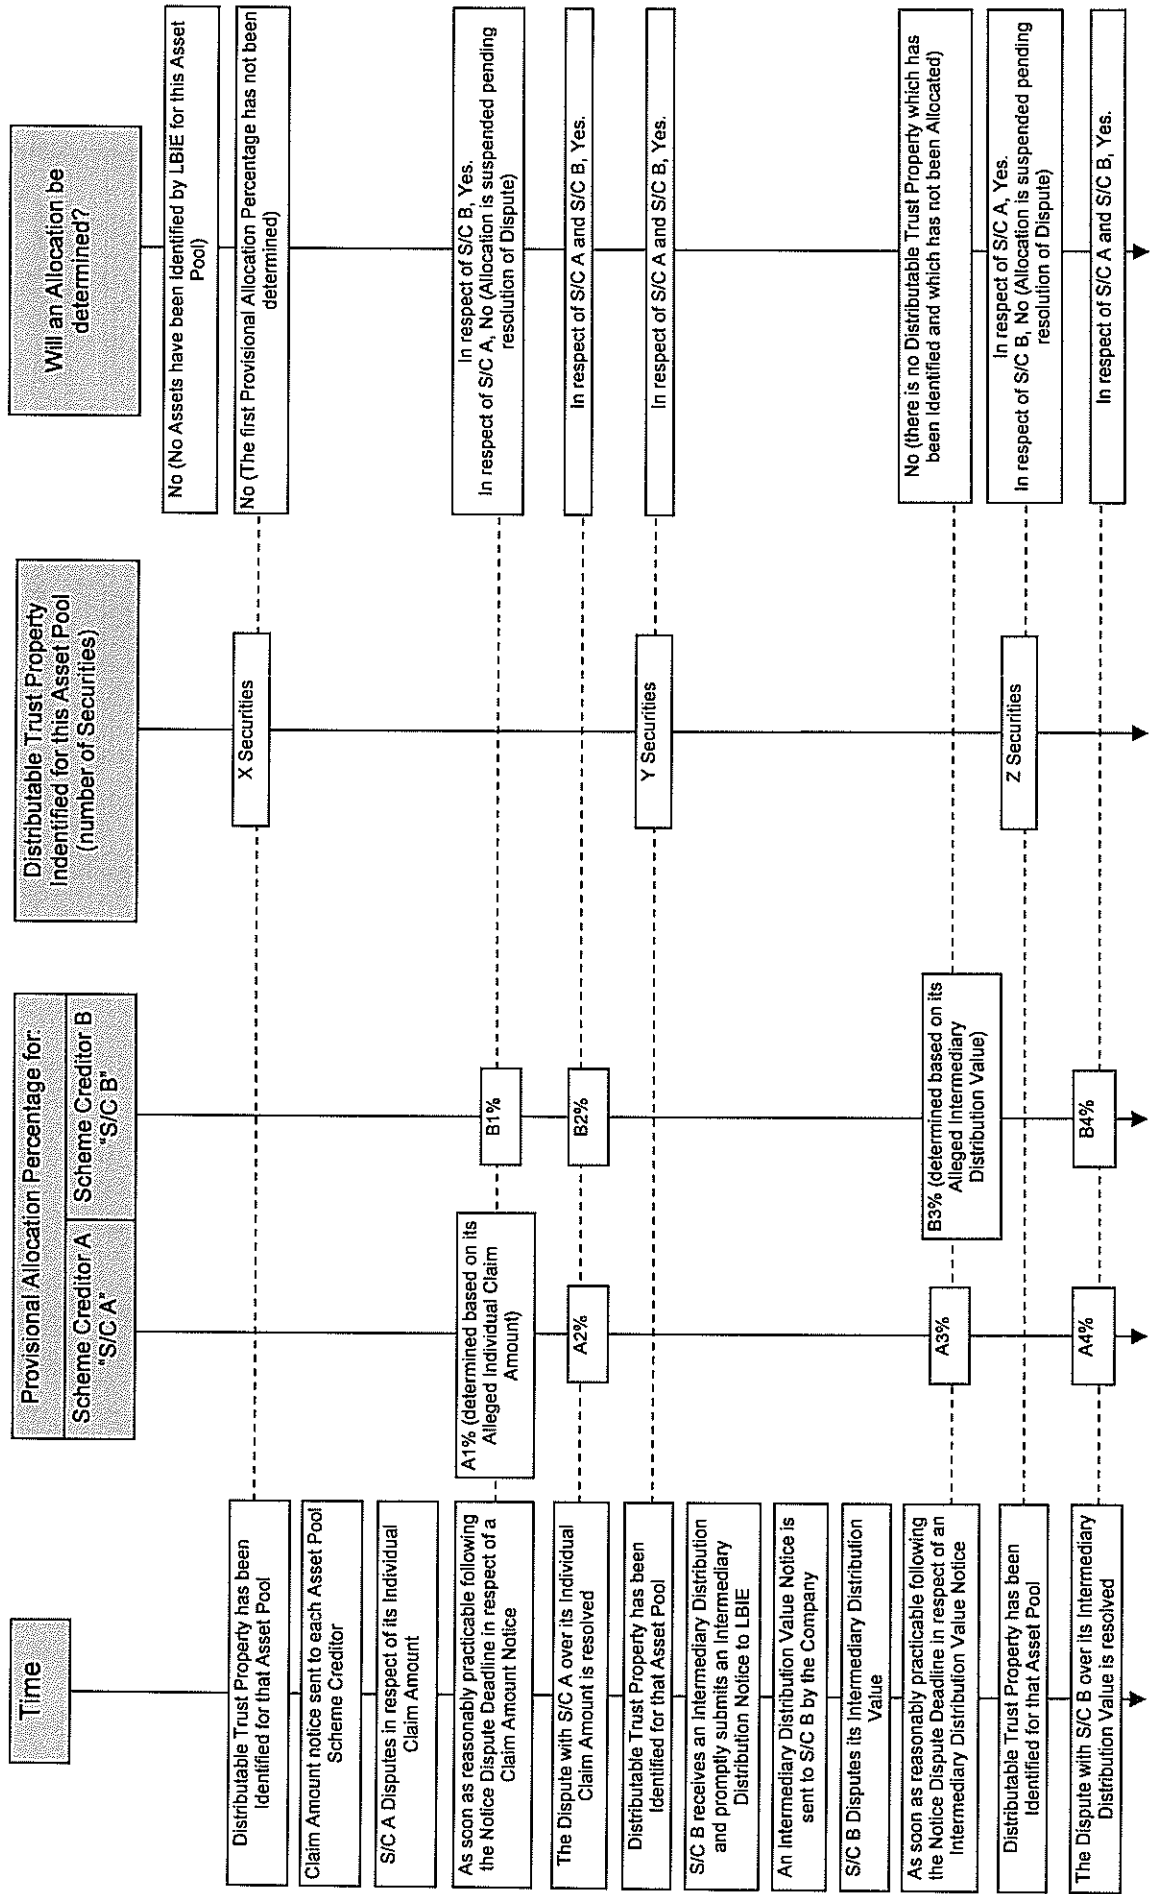 Time
Distributable Trust Property has been
Identified for that Asset Pool
Claim Amount notice sent to each Asset Pool
Scheme Creditor
S/C A Disputes in respect of its Individual
Claim Amount
As soon as reasonably practicable following
the Notice Dispute Deadline in respect of a
Claim Amount Notice
The Dispute with S/C A over its Individual
Claim Amount is resolved
Distributable Trust Property has been
Identified for that Asset Pool
S/C B receives an Intermediary Distribution
and promptly submits an Intermediary
Distribution Notice to LBIE
An Intermediary Distribution Value Notice is
sent to S/C B by the Company
S/C B Disputes its Intermediary Distribution
Value
As soon as reasonably practicable following
the Notice Dispute Deadline in respect of an
Intermediary Distribution Value Notice
Distributable Trust Property has been
Identified for that Asset Pool
The Dispute with S/C B over its Intermediary
Distribution Value is resolved
Provisional Allocation Percentage for:
Scheme Creditor A
"S/C A"
Scheme Creditor B
"S/C B"
A1% (determined based on its
Alleged Individual Claim
Amount)
B1%
A2%
B2%
A3%
B3% (determined based on its
Alleged Intermediary
Distribution Value)
A4%
B4%
Distributable Trust Property
Indentified for this Asset Pool
(number of Securities)
X Securities
Y Securities
Z Securities
Will an Allocation be
determined?
No (No Assets have been Identified by LBIE for this Asset
Pool)
No (The first Provisional Allocation Percentage has not been
determined)
In respect of S/C B, Yes.
In respect of S/C A, No (Allocation is suspended pending
resolution of Dispute)
In respect of S/C A and S/C B, Yes.
In respect of S/C A and S/C B, Yes.
No (there is no Distributable Trust Property which has
been Identified and which has not been Allocated)
In respect of S/C A, Yes.
In respect of S/C B, No (Allocation is suspended pending
resolution of Dispute)
In respect of S/C A and S/C B, Yes.